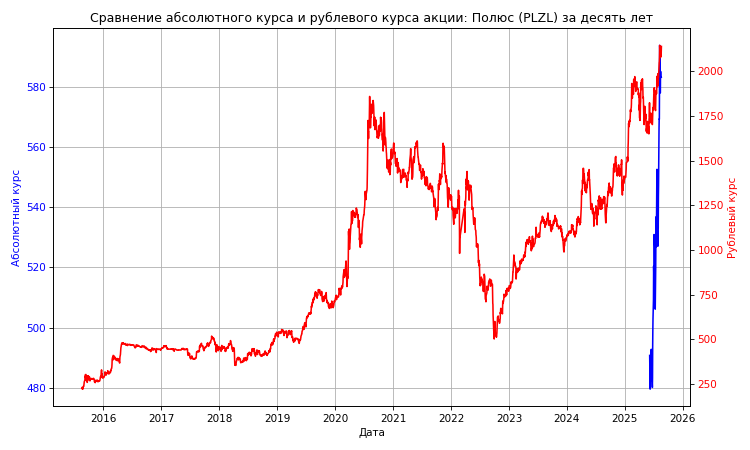 Сравнение абсолютного курса и рублевого курса акции: Полюс (PLZL) за десять лет
Абсолютный курс
580
560
540
520
500
480
2000
1750
1500
1250
1000
750
500
250
Рублевый курс
2016 2017 2018 2019 2020 2021 2022 2023 2024 2025 2026
Дата